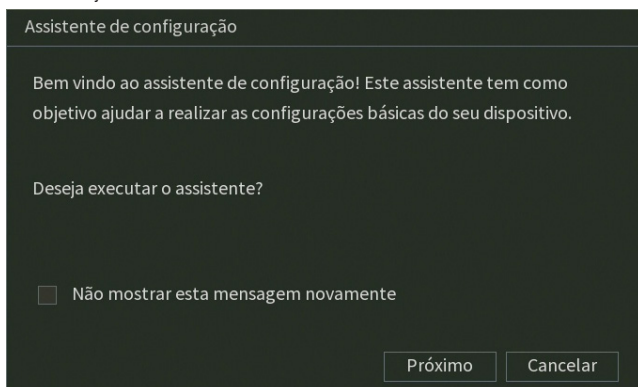 Assistente de configuração
Bem vindo ao assistente de configuração! Este assistente tem como
objetivo ajudar a realizar as configurações básicas do seu dispositivo.
Deseja executar o assistente?
Não mostrar esta mensagem novamente
Próximo Cancelar